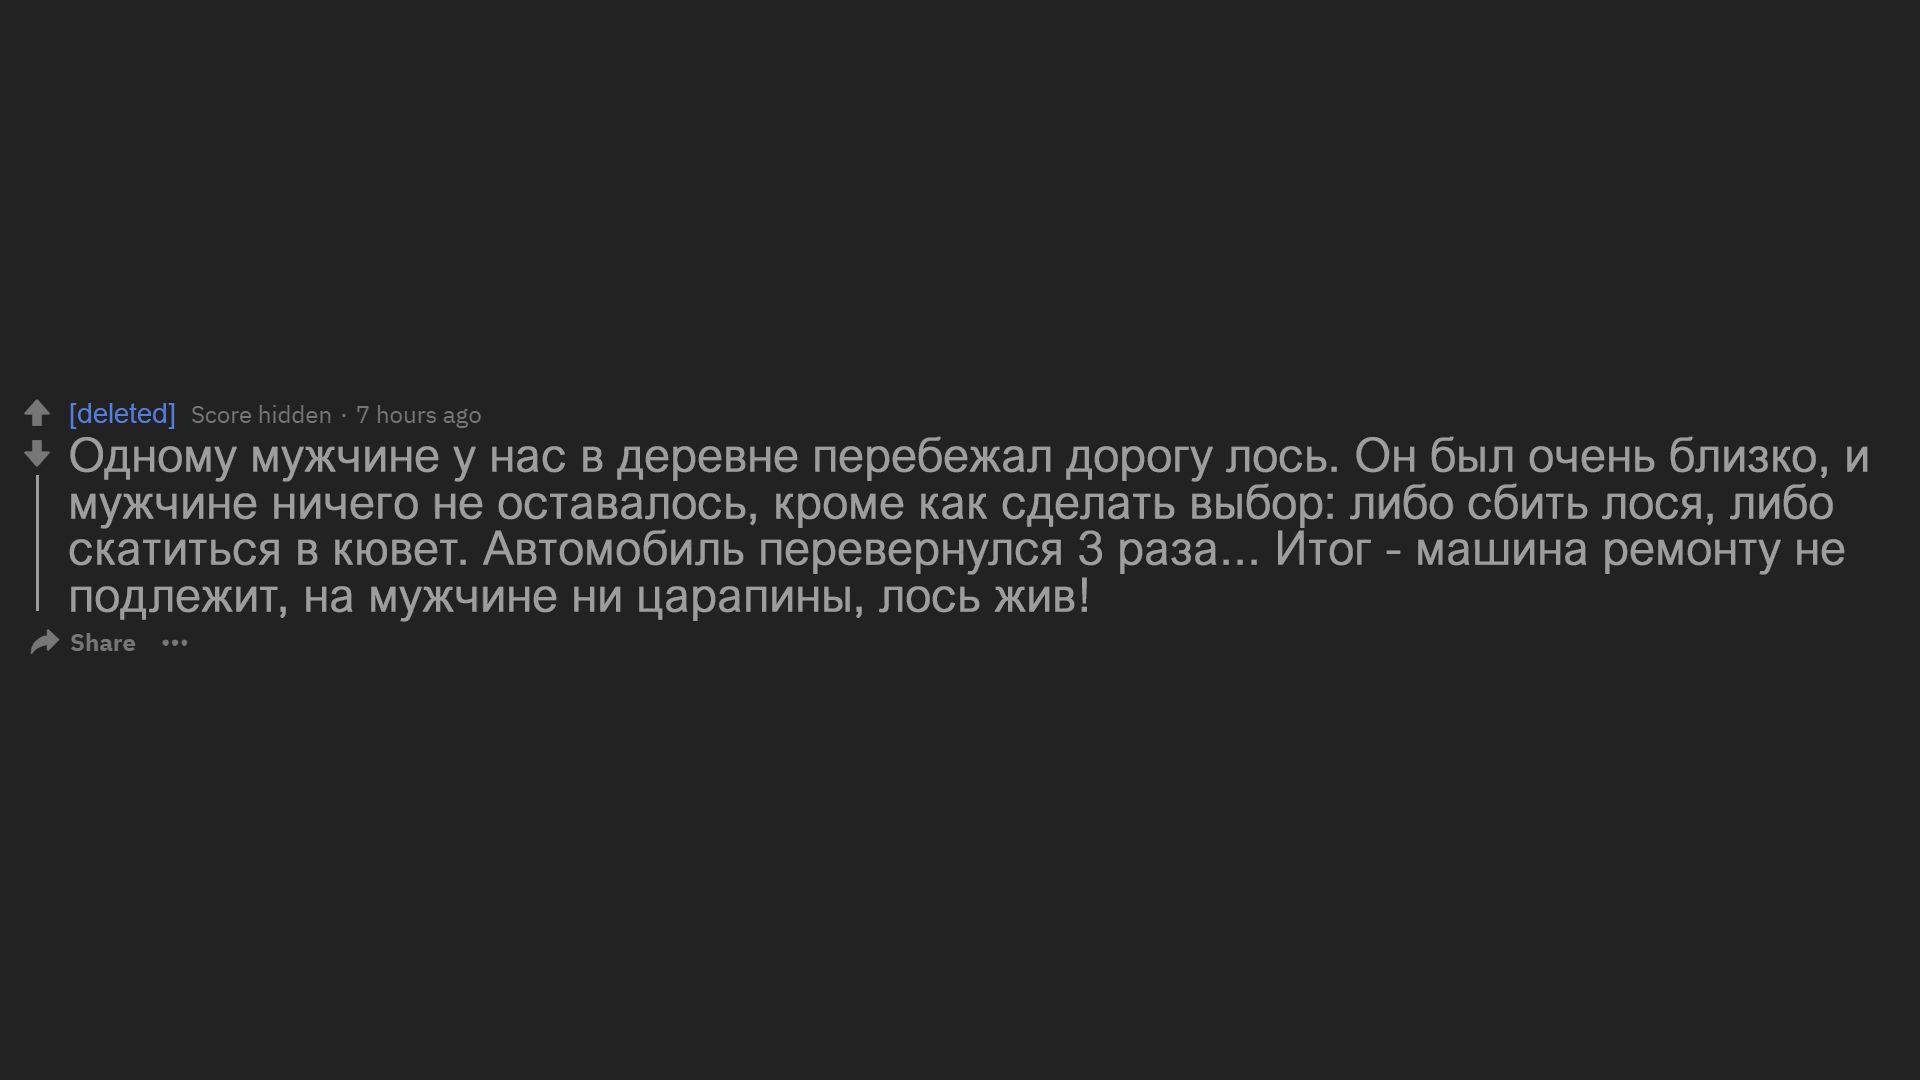 [deleted] Score hidden · 7 hours ago
Одному мужчине у нас в деревне перебежал дорогу лось. Он был очень близко, и
мужчине ничего не оставалось, кроме как сделать выбор: либо сбить лося, либо
скатиться в кювет. Автомобиль перевернулся 3 раза... Итог - машина ремонту не
подлежит, на мужчине ни царапины, лось жив!
Share ···